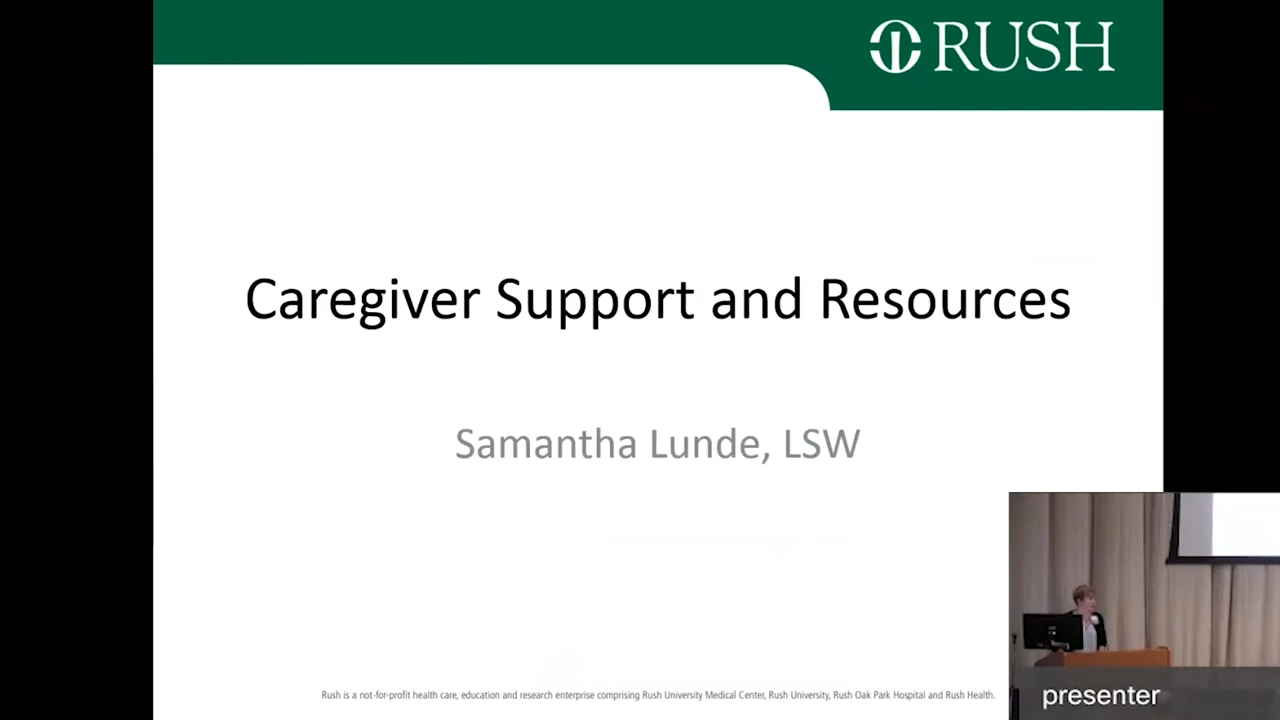 RUSH
Caregiver Support and Resources
Samantha Lunde, LSW
Rush is a not-for-profit health care, education and research enterprise comprising Rush University Medical Center, Rush University, Rush Oak Park Hospital and Rush Health.
presenter